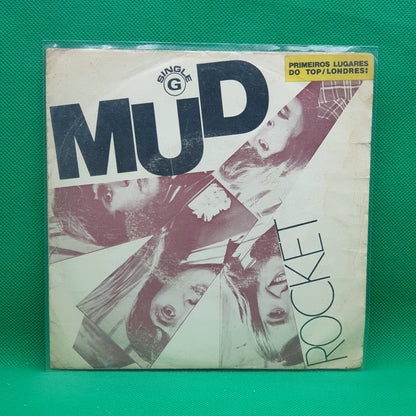 SINGLE
G
PRIMEIROS LUGARES
DO TOP/LONDRES:
MUD
ROCKET